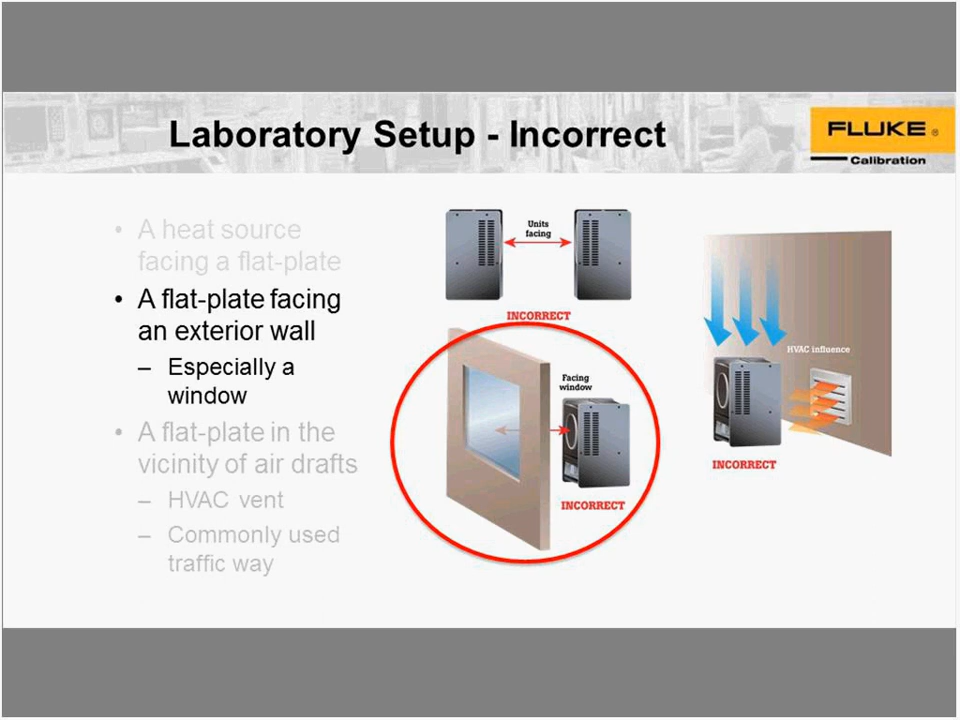 Laboratory Setup - Incorrect
FLUKE ®
Calibration
• A heat source
facing a flat-plate
• A flat-plate facing
an exterior wall
– Especially a
window
• A flat-plate in the
vicinity of air drafts
– HVAC vent
– Commonly used
traffic way
Units
facing
INCORRECT
Facing
window
INCORRECT
HVAC influence
INCORRECT